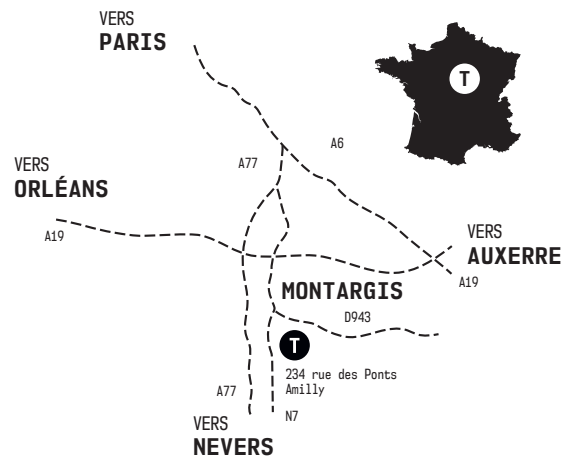 VERS
PARIS
T
A6
A77
VERS
ORLÉANS
A19
VERS
AUXERRE
A19
MONTARGIS
D943
T
234 rue des Ponts
Amilly
A77
N7
VERS
NEVERS